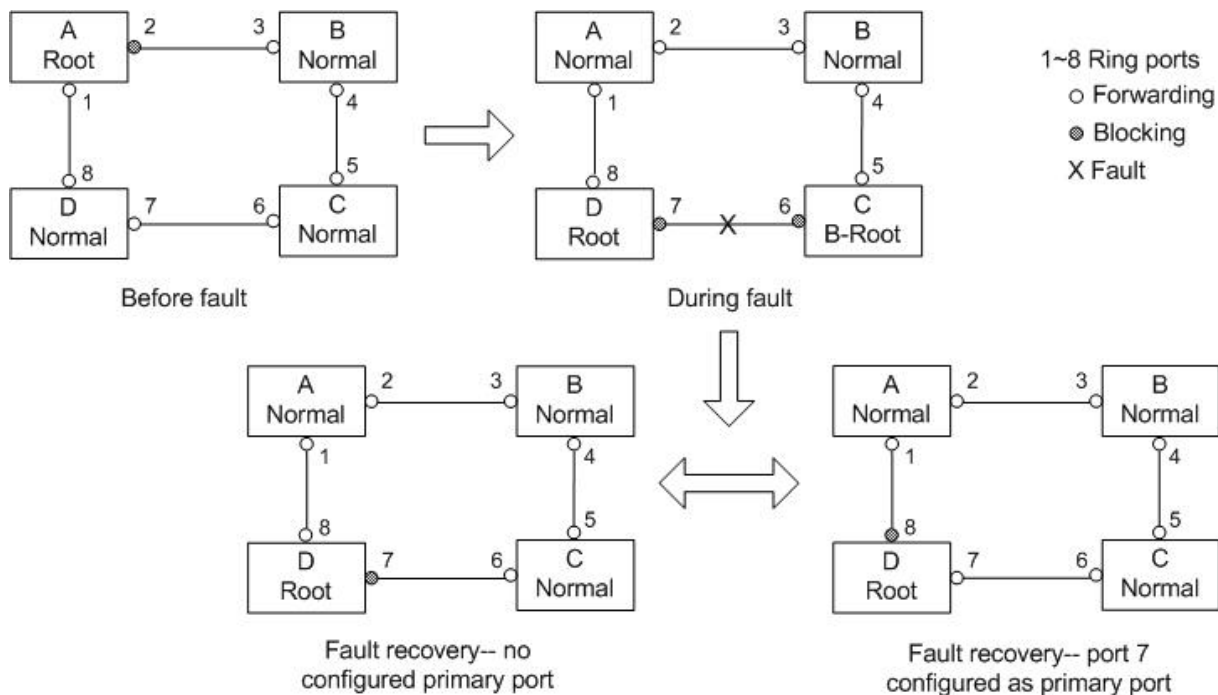 A
Root
2
3
B
Normal
1
4
8
5
D
Normal
7
6
C
Normal
Before fault
A
Normal
2
3
B
Normal
1
4
8
5
D
Root
7
X
6
C
B-Root
During fault
1~8 Ring ports
Forwarding
Blocking
X Fault
A
Normal
2
3
B
Normal
1
4
8
5
D
Root
7
6
C
Normal
Fault recovery-- no
configured primary port
A
Normal
2
3
B
Normal
1
4
8
5
D
Root
7
6
C
Normal
Fault recovery-- port 7
configured as primary port